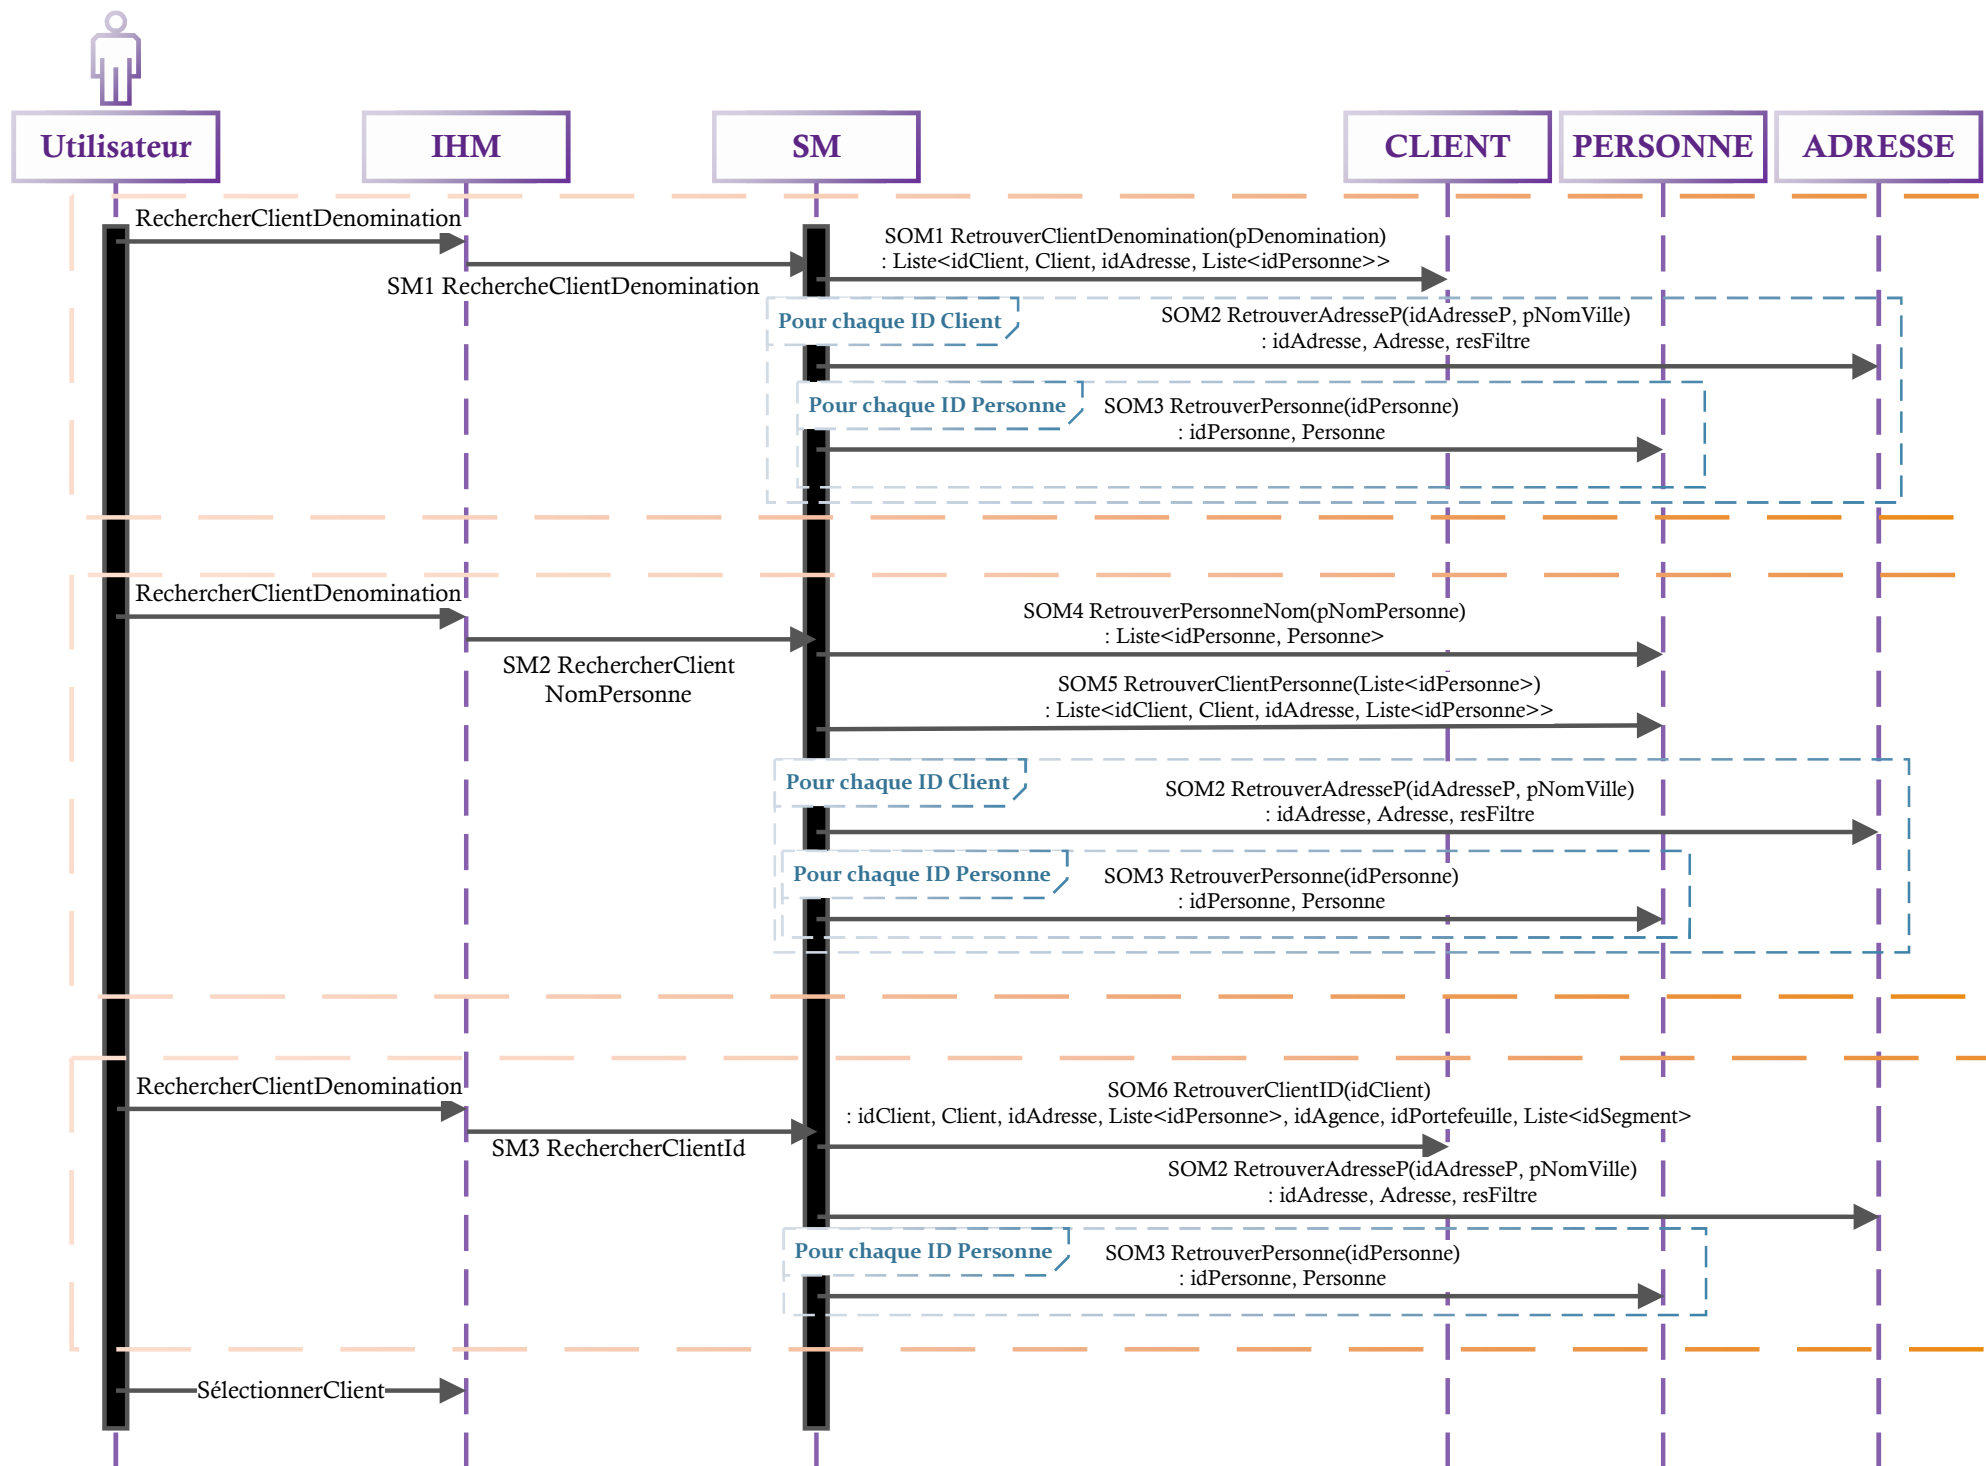 Utilisateur
IHM
SM
CLIENT
PERSONNE
ADRESSE
RechercherClientDenomination
SM1 RechercheClientDenomination
SOM1 RetrouverClientDenomination(pDenomination)
: Liste<idClient, Client, idAdresse, Liste<idPersonne>>
Pour chaque ID Client
SOM2 RetrouverAdresseP(idAdresseP, pNomVille)
: idAdresse, Adresse, resFiltre
Pour chaque ID Personne
SOM3 RetrouverPersonne(idPersonne)
: idPersonne, Personne
RechercherClientDenomination
SM2 RechercherClient
NomPersonne
SOM4 RetrouverPersonneNom(pNomPersonne)
: Liste<idPersonne, Personne>
SOM5 RetrouverClientPersonne(Liste<idPersonne>)
: Liste<idClient, Client, idAdresse, Liste<idPersonne>>
Pour chaque ID Client
SOM2 RetrouverAdresseP(idAdresseP, pNomVille)
: idAdresse, Adresse, resFiltre
Pour chaque ID Personne
SOM3 RetrouverPersonne(idPersonne)
: idPersonne, Personne
RechercherClientDenomination
SM3 RechercherClientId
SOM6 RetrouverClientID(idClient)
: idClient, Client, idAdresse, Liste<idPersonne>, idAgence, idPortefeuille, Liste<idSegment>
SOM2 RetrouverAdresseP(idAdresseP, pNomVille)
: idAdresse, Adresse, resFiltre
Pour chaque ID Personne
SOM3 RetrouverPersonne(idPersonne)
: idPersonne, Personne
SélectionnerClient